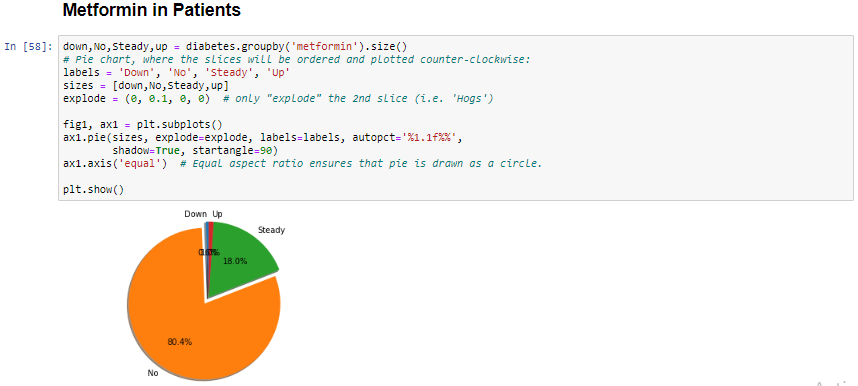 Metformin in Patients
In [58]: down,No,Steady,up = diabetes.groupby('metformin').size()
# Pie chart, where the slices will be ordered and plotted counter-clockwise:
labels = 'Down', 'No', 'Steady', 'Up'
sizes = [down,No,Steady,up]
explode = (0, 0.1, 0, 0)  # only "explode" the 2nd slice (i.e. 'Hogs')
fig1, ax1 = plt.subplots()
ax1.pie(sizes, explode=explode, labels=labels, autopct='%1.1f%%',
shadow=True, startangle=90)
ax1.axis('equal')  # Equal aspect ratio ensures that pie is drawn as a circle.
plt.show()
Down Up
Steady
18.0%
80.4%
No